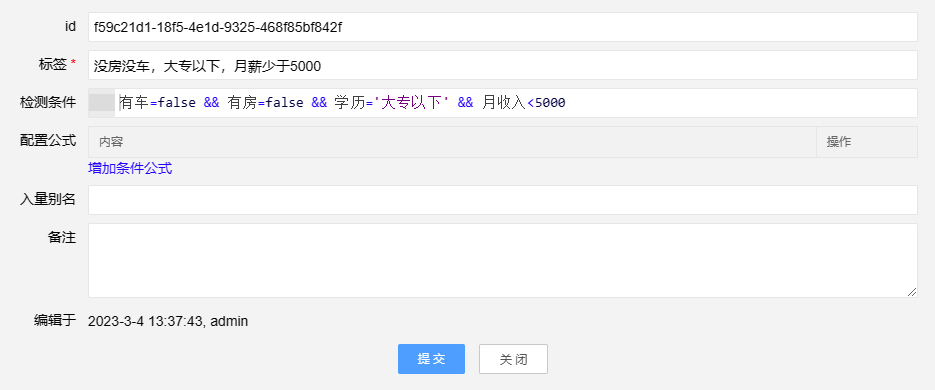 id f59c21d1-18f5-4e1d-9325-468f85bf842f
标签 * 没房没车，大专以下，月薪少于5000
检测条件 有车=false && 有房=false && 学历='大专以下' && 月收入<5000
配置公式 内容 操作
增加条件公式
入量别名
备注
编辑于 2023-3-4 13:37:43, admin
提交 关闭